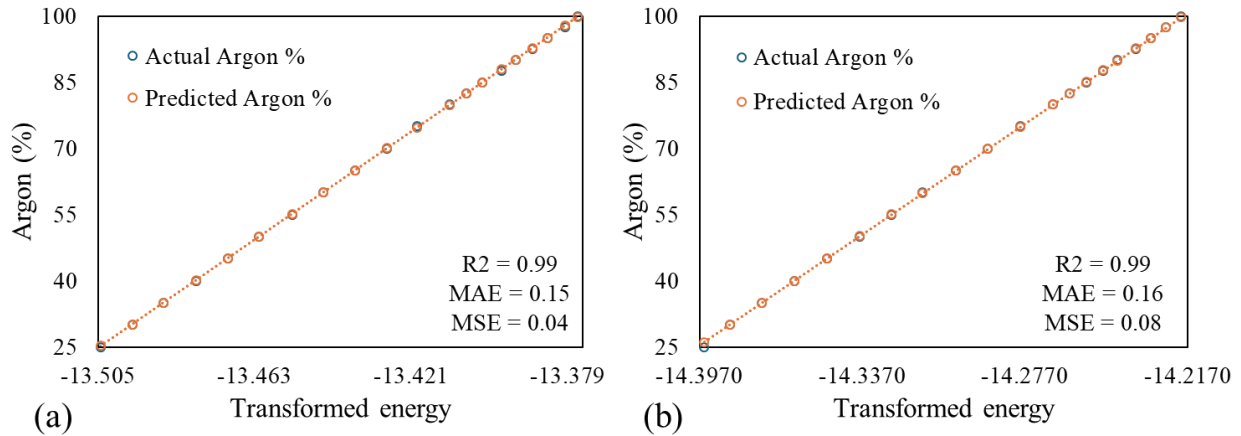 100
85
70
55
40
25
Argon (%)
Actual Argon %
Predicted Argon %
R2 = 0.99
MAE = 0.15
MSE = 0.04
-13.505 -13.463 -13.421 -13.379
Transformed energy
(a)
100
85
70
55
40
25
Argon (%)
Actual Argon %
Predicted Argon %
R2 = 0.99
MAE = 0.16
MSE = 0.08
-14.3970 -14.3370 -14.2770 -14.2170
Transformed energy
(b)